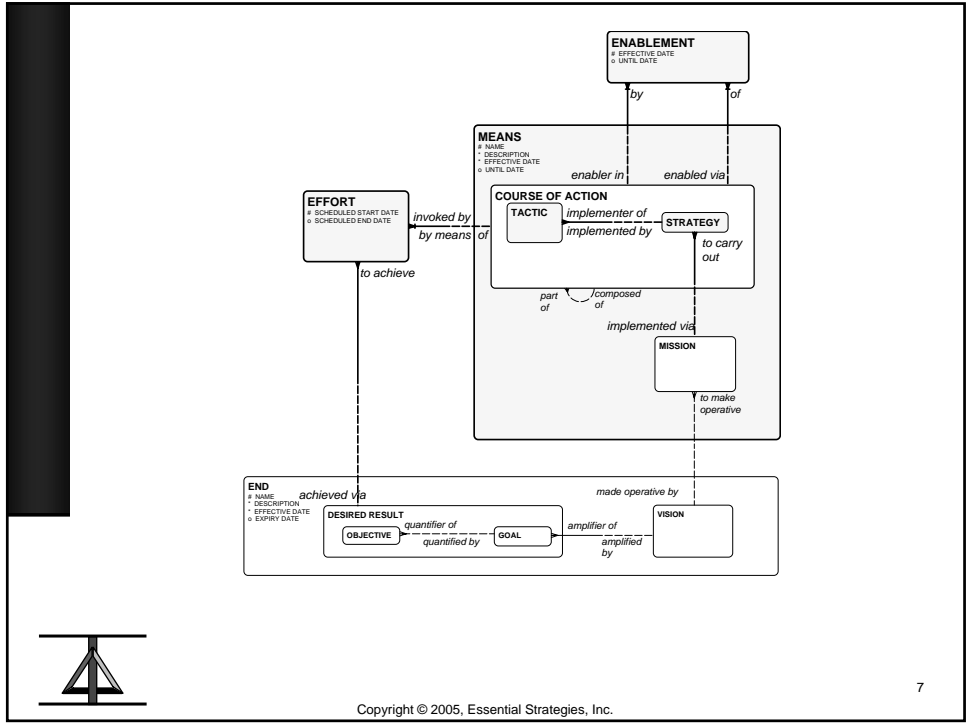 ENABLEMENT
# EFFECTIVE DATE
o UNTIL DATE
by
of
MEANS
# NAME
* DESCRIPTION
* EFFECTIVE DATE
o UNTIL DATE
enabler in
enabled via
COURSE OF ACTION
TACTIC
implementer of
implemented by
STRATEGY
to carry
out
EFFORT
# SCHEDULED START DATE
o SCHEDULED END DATE
invoked by
by means of
to achieve
part
of
composed
of
implemented via
MISSION
to make
operative
END
# NAME
* DESCRIPTION
* EFFECTIVE DATE
o EXPIRY DATE
achieved via
made operative by
DESIRED RESULT
OBJECTIVE
quantifier of
quantified by
GOAL
amplifier of
amplified
by
VISION
7
Copyright © 2005, Essential Strategies, Inc.